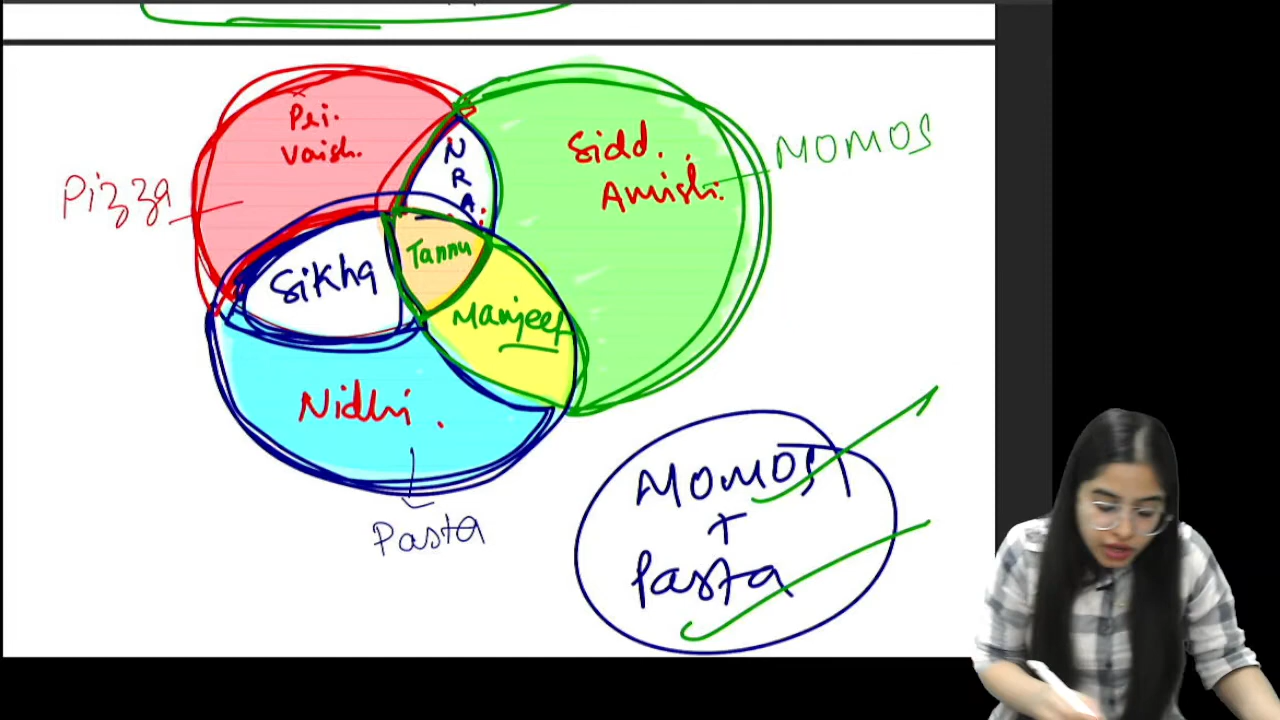 Pri.
Vaish.
N
R
A
Sidd.
Amish.
MOMOS
Pizza
Tannu
Sikha
Manjeet
Nidhi.
Pasta
MOMOS
+
Pasta